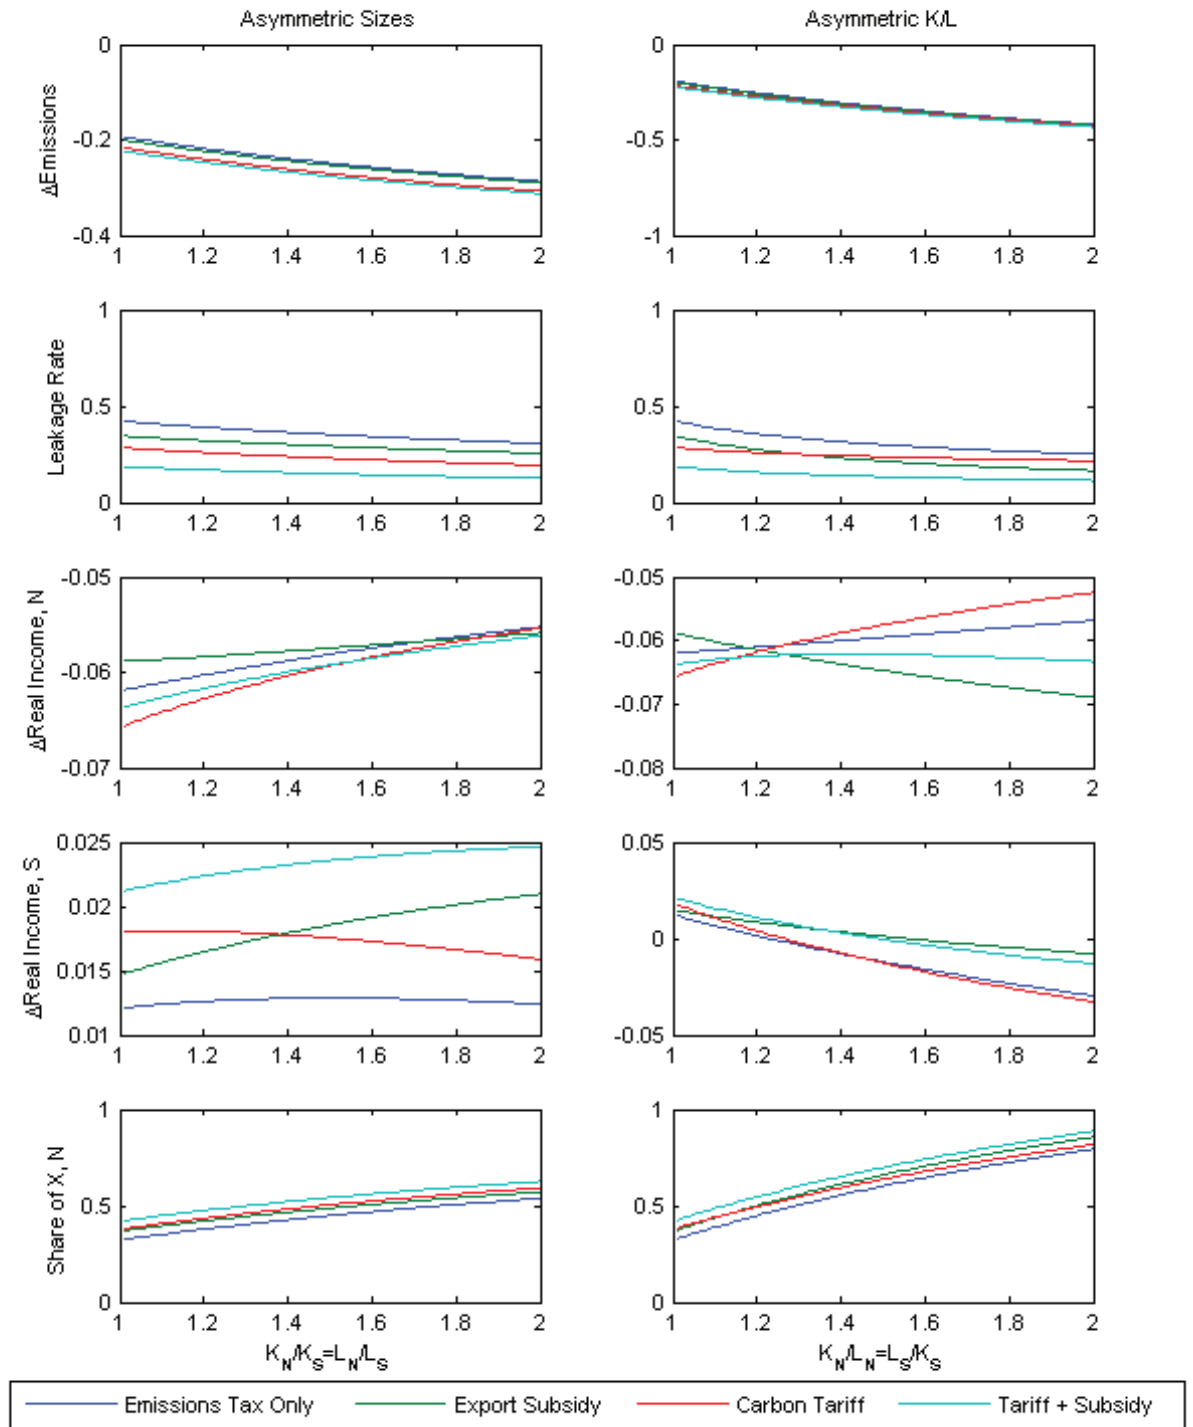 Asymmetric Sizes
Asymmetric K/L
ΔEmissions
0
-0.2
-0.4
1 1.2 1.4 1.6 1.8 2
0
-0.5
-1
1 1.2 1.4 1.6 1.8 2
Leakage Rate
1
0.5
0
1 1.2 1.4 1.6 1.8 2
1
0.5
0
1 1.2 1.4 1.6 1.8 2
ΔReal Income, N
-0.05
-0.06
-0.07
1 1.2 1.4 1.6 1.8 2
-0.05
-0.06
-0.07
-0.08
1 1.2 1.4 1.6 1.8 2
ΔReal Income, S
0.025
0.02
0.015
0.01
1 1.2 1.4 1.6 1.8 2
0.05
0
-0.05
1 1.2 1.4 1.6 1.8 2
Share of X, N
1
0.5
0
1 1.2 1.4 1.6 1.8 2
K_N/K_S=L_N/L_S
1
0.5
0
1 1.2 1.4 1.6 1.8 2
K_N/L_N=L_S/K_S
Emissions Tax Only
Export Subsidy
Carbon Tariff
Tariff + Subsidy